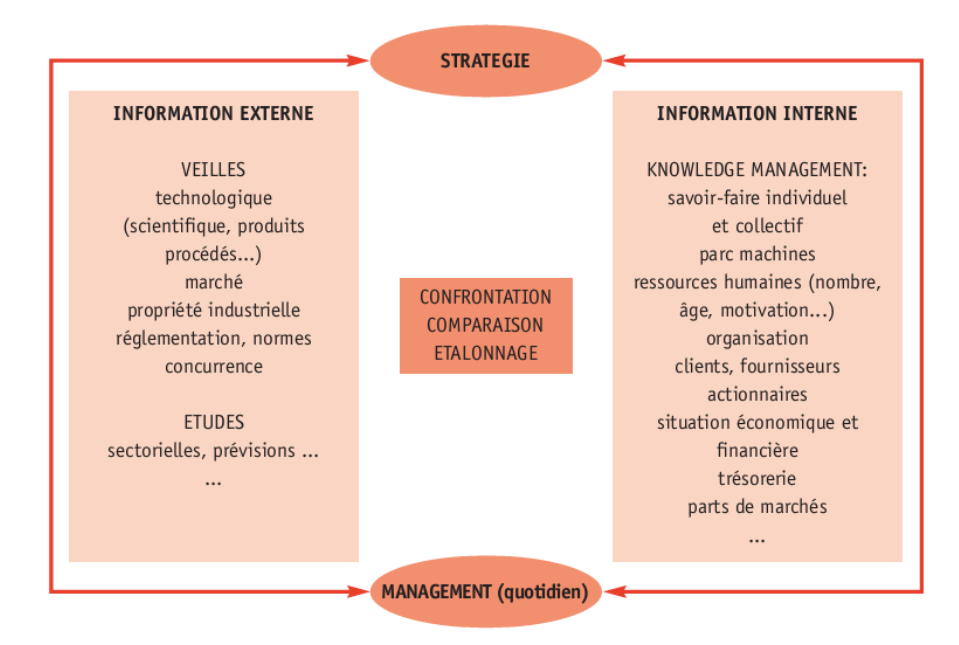 STRATEGIE
INFORMATION EXTERNE
VEILLES
technologique
(scientifique, produits
procédés...)
marché
propriété industrielle
réglementation, normes
concurrence
ETUDES
sectorielles, prévisions ...
...
CONFRONTATION
COMPARAISON
ETALONNAGE
INFORMATION INTERNE
KNOWLEDGE MANAGEMENT:
savoir-faire individuel
et collectif
parc machines
ressources humaines (nombre,
âge, motivation...)
organisation
clients, fournisseurs
actionnaires
situation économique et
financière
trésorerie
parts de marchés
...
MANAGEMENT (quotidien)